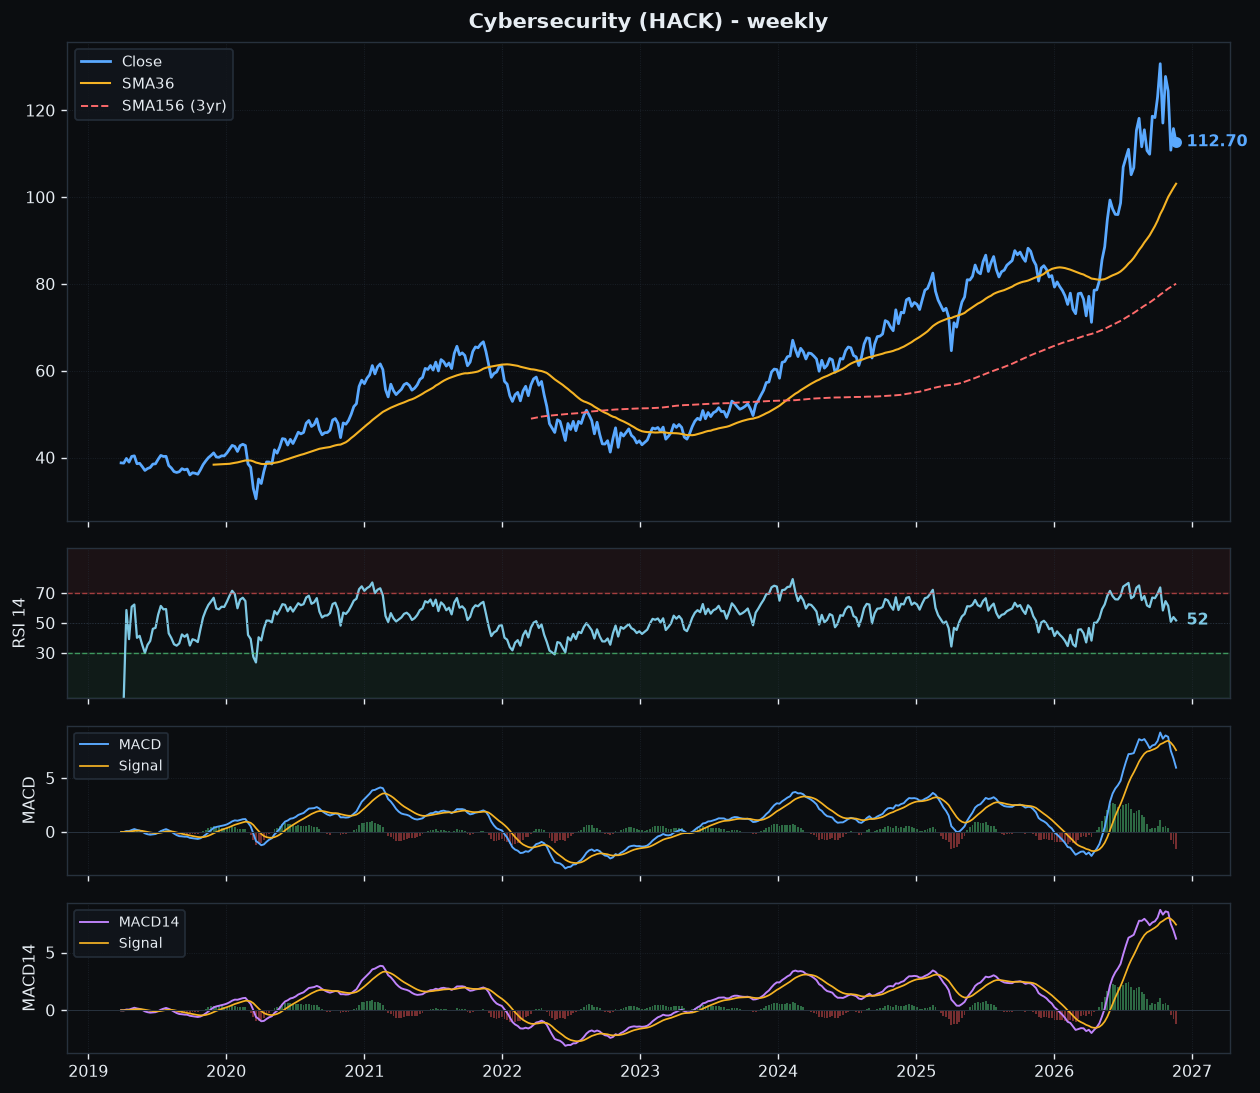 Cybersecurity (HACK) - weekly
Close
SMA36
SMA156 (3yr)
120
100
80
60
40
112.70
RSI 14
70
50
30
52
MACD
MACD
Signal
5
0
MACD14
MACD14
Signal
5
0
2019 2020 2021 2022 2023 2024 2025 2026 2027